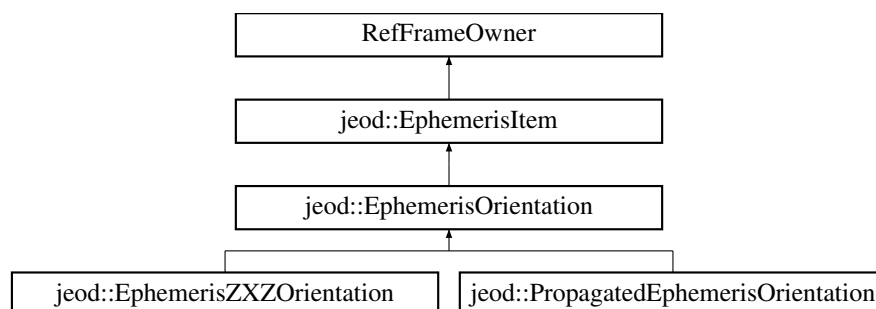 RefFrameOwner
jeod::EphemerisItem
jeod::EphemerisOrientation
jeod::EphemerisZXZOrientation
jeod::PropagatedEphemerisOrientation